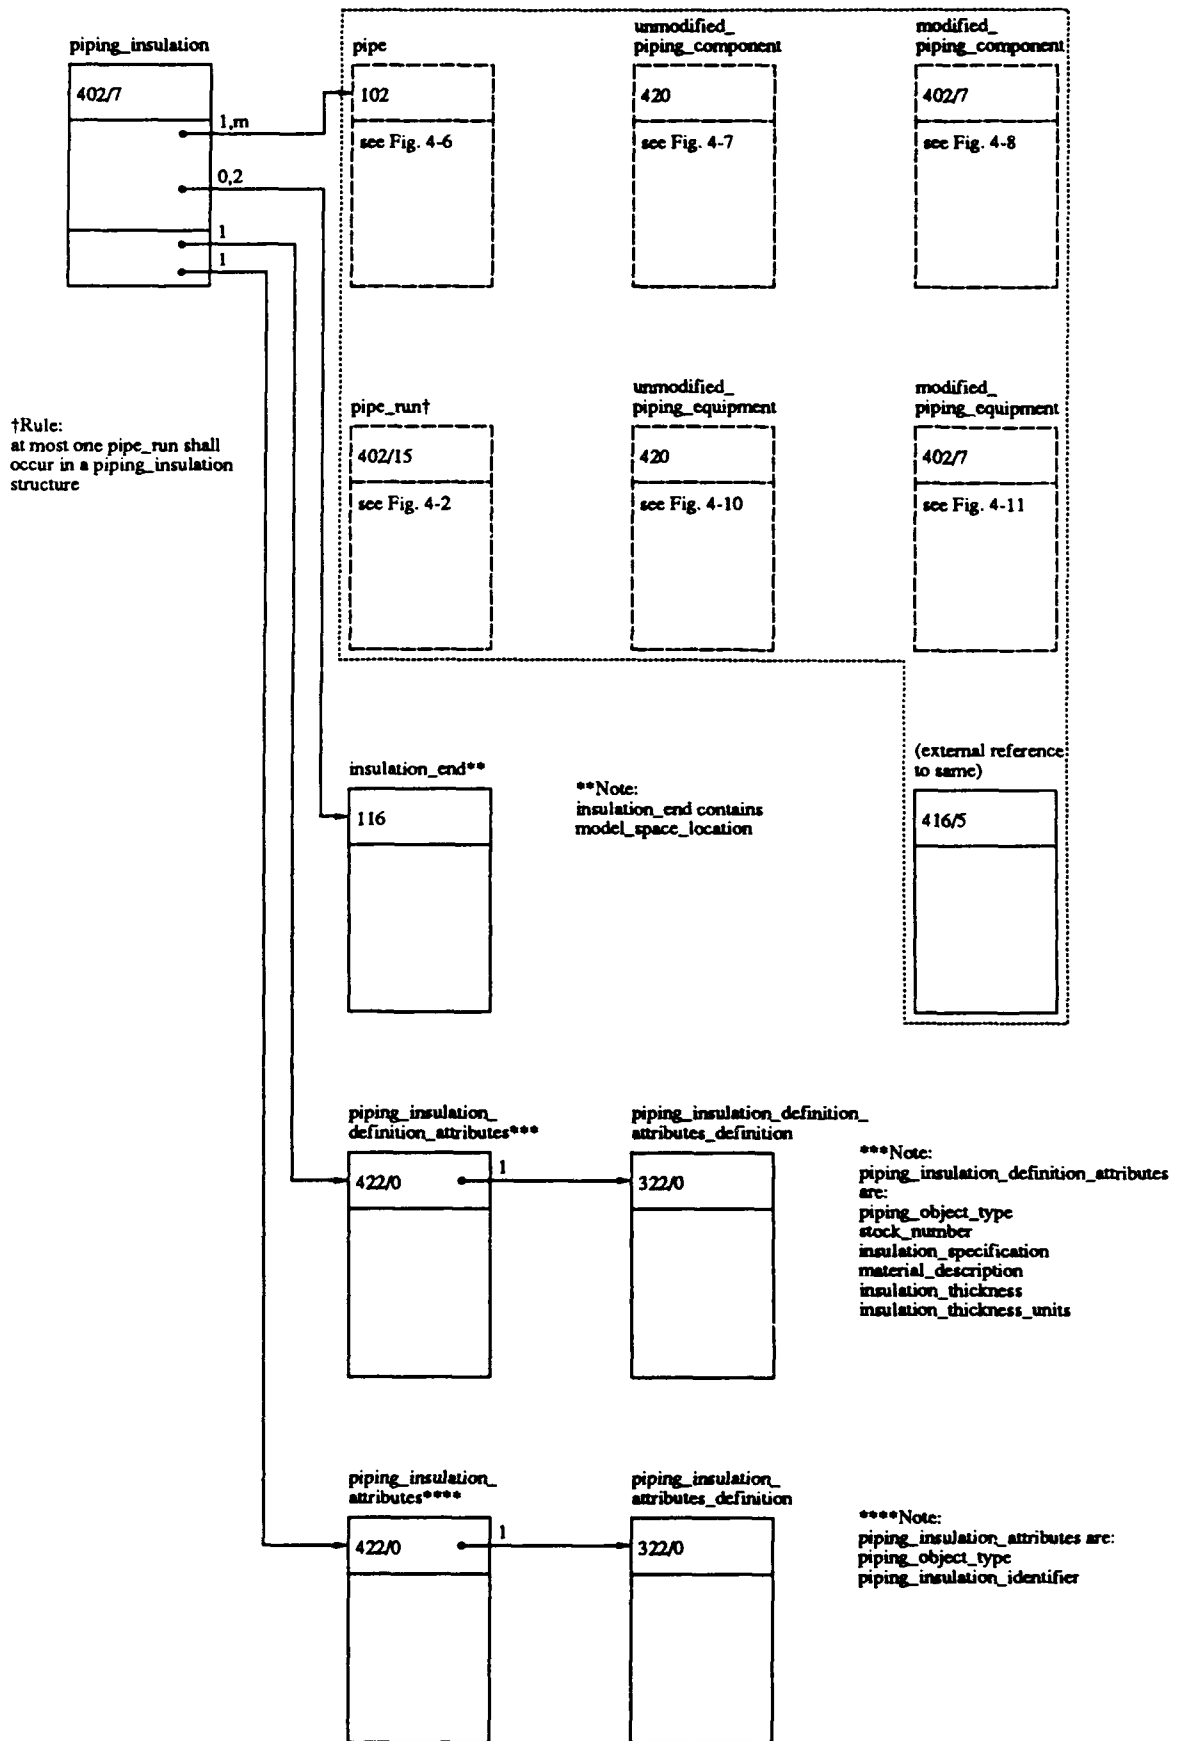 piping_insulation
402/7
1,m
0,2
1
1
pipe
102
see Fig. 4-6
unmodified_
piping_component
420
see Fig. 4-7
modified_
piping_component
402/7
see Fig. 4-8
†Rule:
at most one pipe_run shall
occur in a piping_insulation
structure
pipe_run†
402/15
see Fig. 4-2
unmodified_
piping_equipment
420
see Fig. 4-10
modified_
piping_equipment
402/7
see Fig. 4-11
insulation_end**
116
**Note:
insulation_end contains
model_space_location
(external reference
to same)
416/5
piping_insulation_
definition_attributes***
422/0
1
piping_insulation_definition_
attributes_definition
322/0
***Note:
piping_insulation_definition_attributes
are:
piping_object_type
stock_number
insulation_specification
material_description
insulation_thickness
insulation_thickness_units
piping_insulation_
attributes****
422/0
1
piping_insulation_
attributes_definition
322/0
****Note:
piping_insulation_attributes are:
piping_object_type
piping_insulation_identifier